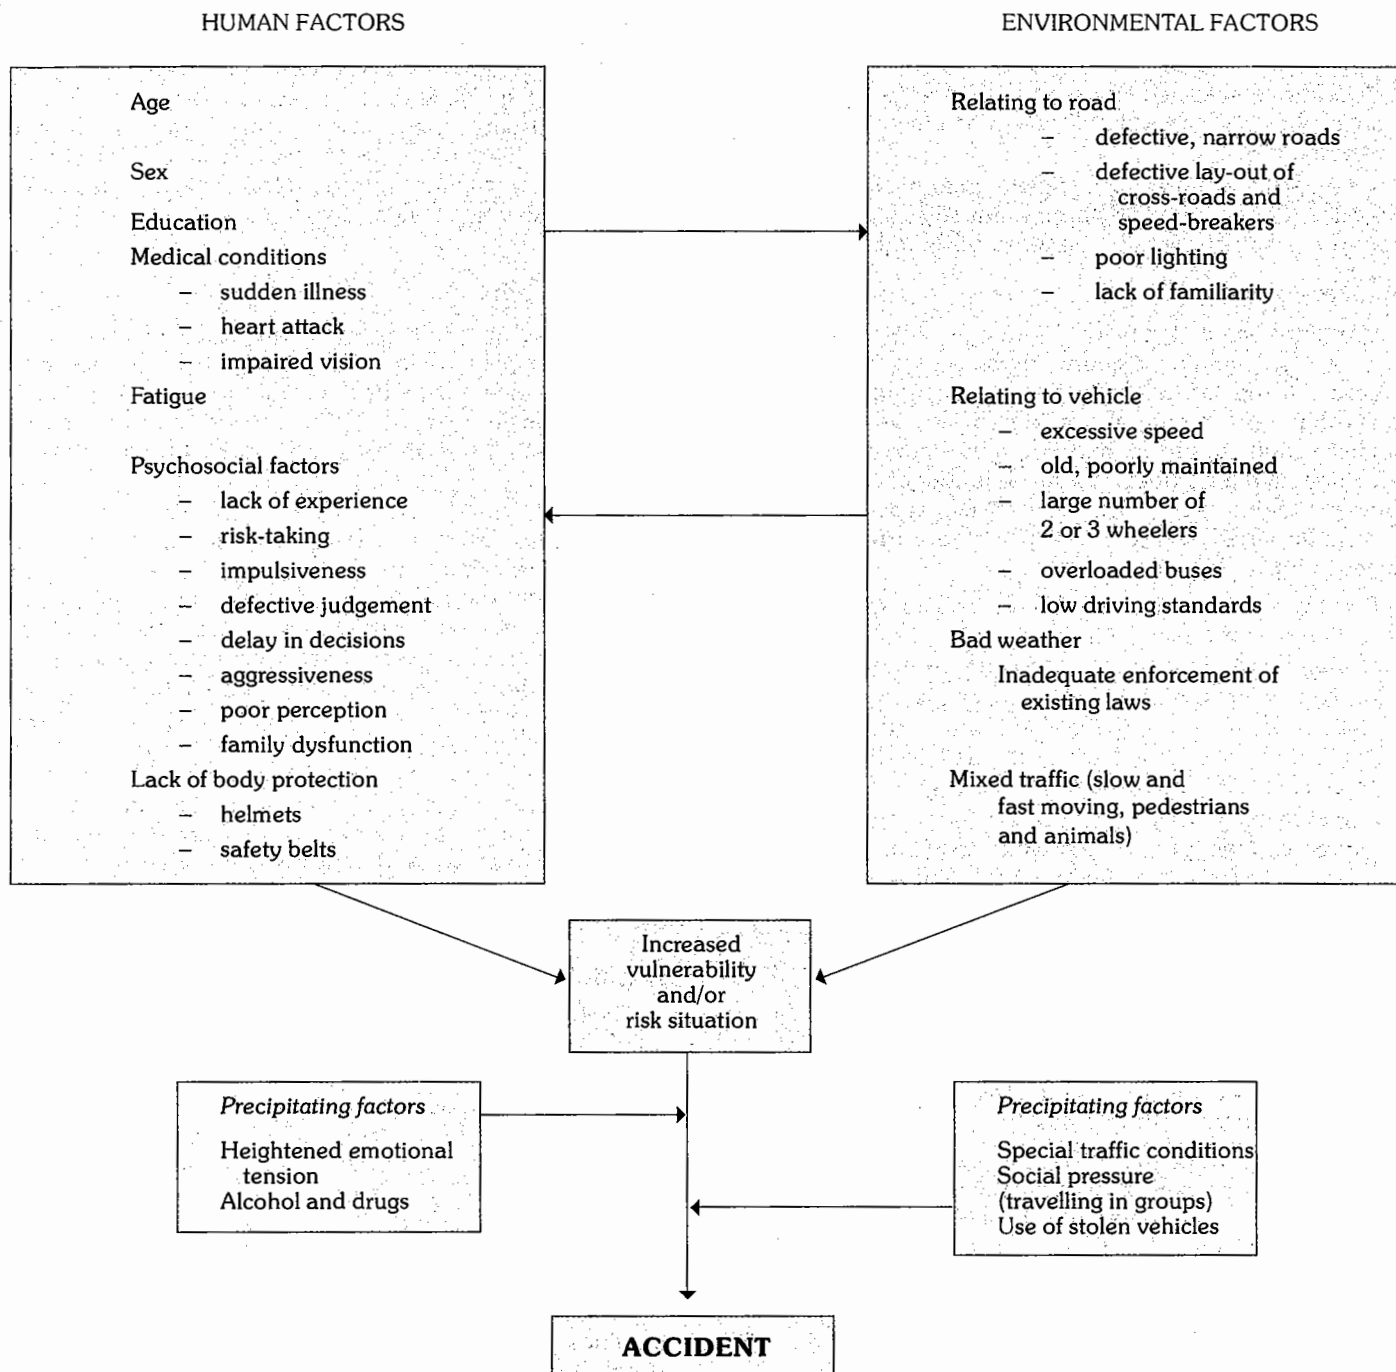 HUMAN FACTORS
Age
Sex
Education
Medical conditions
– sudden illness
– heart attack
– impaired vision
Fatigue
Psychosocial factors
– lack of experience
– risk-taking
– impulsiveness
– defective judgement
– delay in decisions
– aggressiveness
– poor perception
– family dysfunction
Lack of body protection
– helmets
– safety belts
ENVIRONMENTAL FACTORS
Relating to road
– defective, narrow roads
– defective lay-out of
cross-roads and
speed-breakers
– poor lighting
– lack of familiarity
Relating to vehicle
– excessive speed
– old, poorly maintained
– large number of
2 or 3 wheelers
– overloaded buses
– low driving standards
Bad weather
Inadequate enforcement of
existing laws
Mixed traffic (slow and
fast moving, pedestrians
and animals)
Increased
vulnerability
and/or
risk situation
Precipitating factors
Heightened emotional
tension
Alcohol and drugs
Precipitating factors
Special traffic conditions
Social pressure
(travelling in groups)
Use of stolen vehicles
ACCIDENT